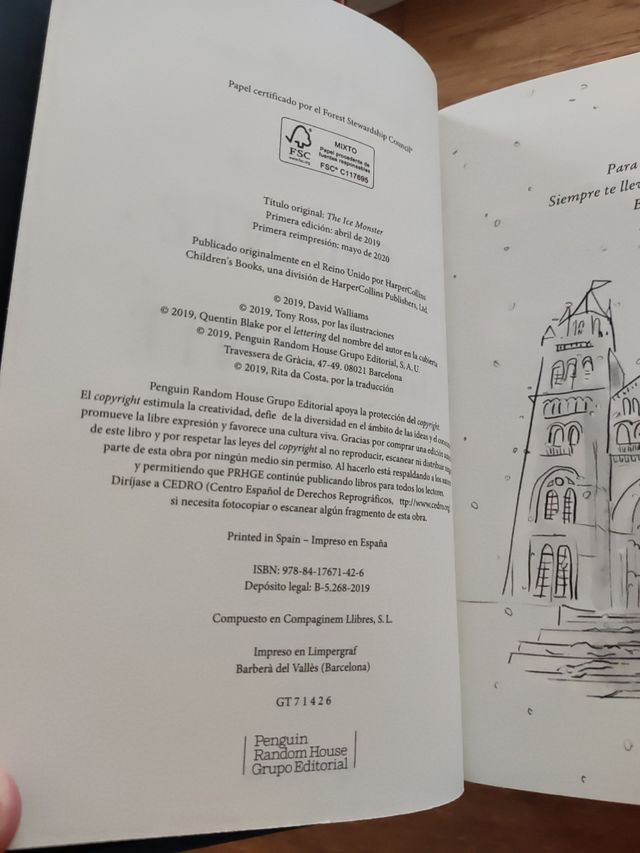 Papel certificado por el Forest Stewardship Council®
FSC
www.fsc.org
MIXTO
Papel procedente de
fuentes responsables
FSC® C117695
Título original: The Ice Monster
Primera edición: abril de 2019
Primera reimpresión: mayo de 2020
Publicado originalmente en el Reino Unido por HarperCollins
Children's Books, una división de HarperCollins Publishers, Ltd.
© 2019, David Walliams
© 2019, Tony Ross, por las ilustraciones
© 2019, Quentin Blake por el lettering del nombre del autor en la cubierta
© 2019, Penguin Random House Grupo Editorial, S, A. U.
Travessera de Gràcia, 47-49. 08021 Barcelona
© 2019, Rita da Costa, por la traducción
Penguin Random House Grupo Editorial apoya la protección del copyright.
El copyright estimula la creatividad, defie de la diversidad en el ámbito de las ideas y el
promueve la libre expresión y favorece una cultura viva. Gracias por comprar una edición
de este libro y por respetar las leyes del copyright al no reproducir, escanear ni distribuir
parte de esta obra por ningún medio sin permiso. Al hacerlo está respaldando a los autores
y permitiendo que PRHGE continúe publicando libros para todos los lectores.
Diríjase a CEDRO (Centro Español de Derechos Reprográficos, ttp://www.cedro.org
si necesita fotocopiar o escanear algún fragmento de esta obra.
Printed in Spain – Impreso en España
ISBN: 978-84-17671-42-6
Depósito legal: B-5.268-2019
Compuesto en Compaginem Llibres, S. L.
Impreso en Limpergraf
Barberà del Vallès (Barcelona)
GT 7 1 4 2 6
Penguin
Random House
Grupo Editorial
Para
Siempre te